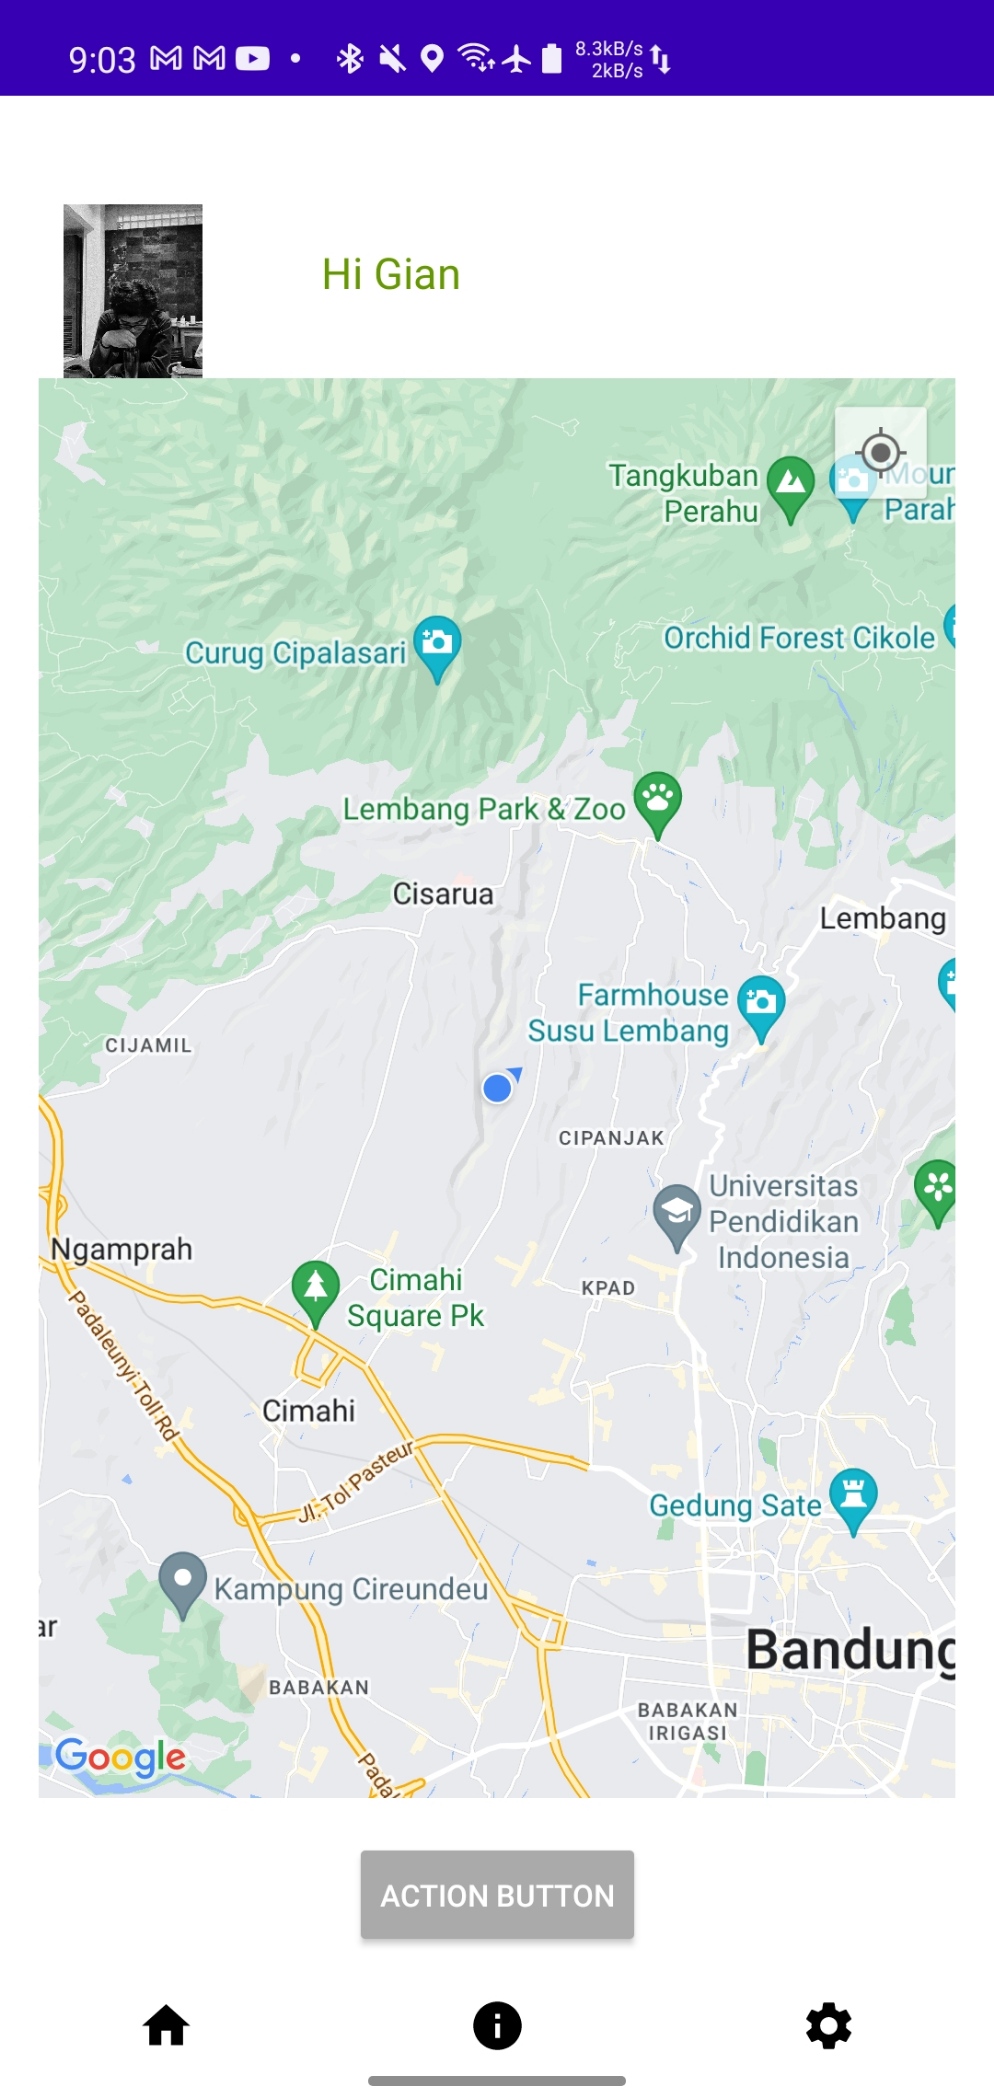 9:03
8.3kB/s
2kB/s
Hi Gian
Tangkuban
Perahu
Moun
Parah
Curug Cipalasari
Orchid Forest Cikole
Lembang Park & Zoo
Cisarua
Lembang
Farmhouse
Susu Lembang
CIJAMIL
CIPANJAK
Universitas
Pendidikan
Indonesia
Ngamprah
Cimahi
Square Pk
KPAD
Padaleunyi Toll Rd
Cimahi
Jl. Tol Pasteur
Gedung Sate
Kampung Cireundeu
ar
Bandung
BABAKAN
BABAKAN
IRIGASI
Google
Padal
ACTION BUTTON